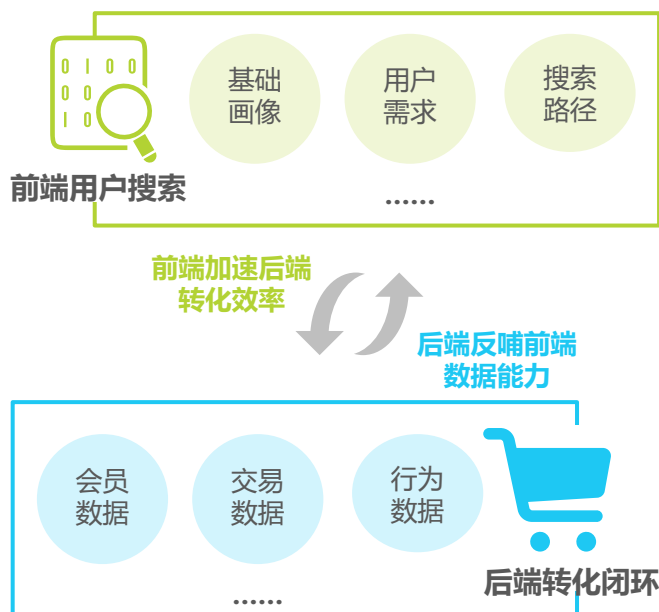 0 1 0 0
0 0
1 0
基础
画像
用户
需求
搜索
路径
前端用户搜索
......
前端加速后端
转化效率
后端反哺前端
数据能力
会员
数据
交易
数据
行为
数据
后端转化闭环
......